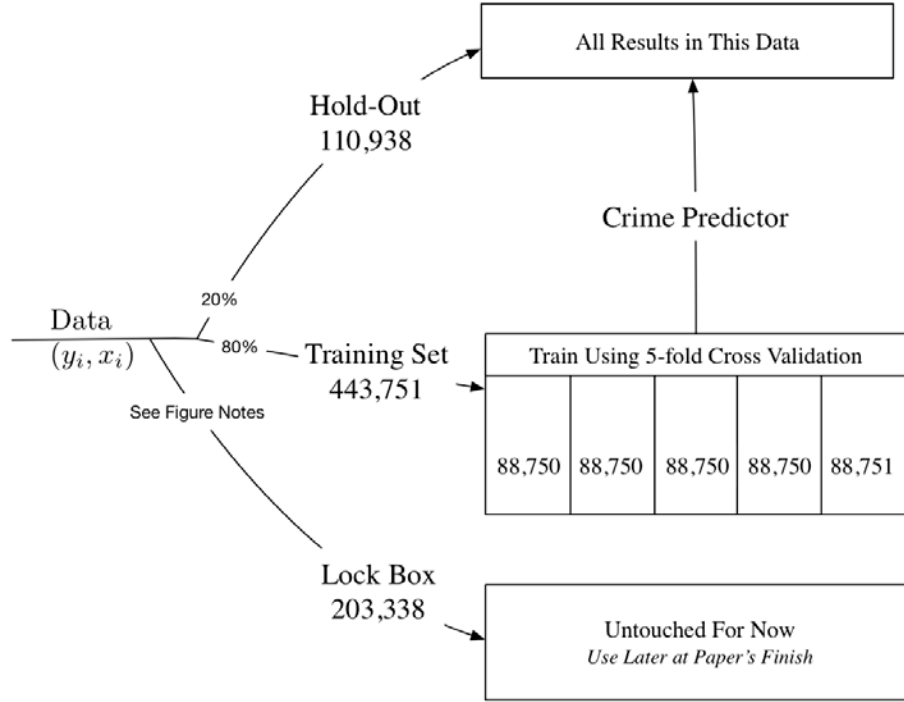 All Results in This Data
Hold-Out
110,938
Crime Predictor
20%
Data
(y_i, x_i)
80%
Training Set
443,751
Train Using 5-fold Cross Validation
88,750 88,750 88,750 88,750 88,751
See Figure Notes
Lock Box
203,338
Untouched For Now
Use Later at Paper's Finish